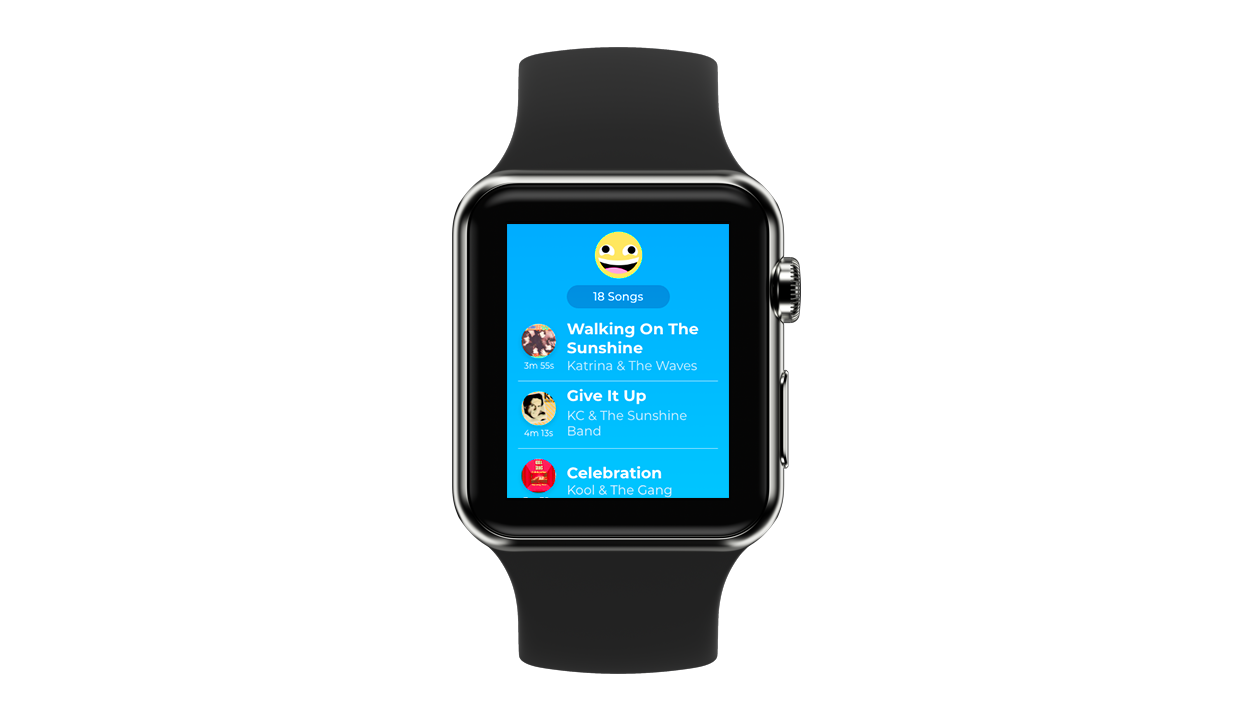 18 Songs
Walking On The
Sunshine
3m 55s
Katrina & The Waves
Give It Up
KC & The Sunshine
Band
4m 13s
Celebration
Kool & The Gang